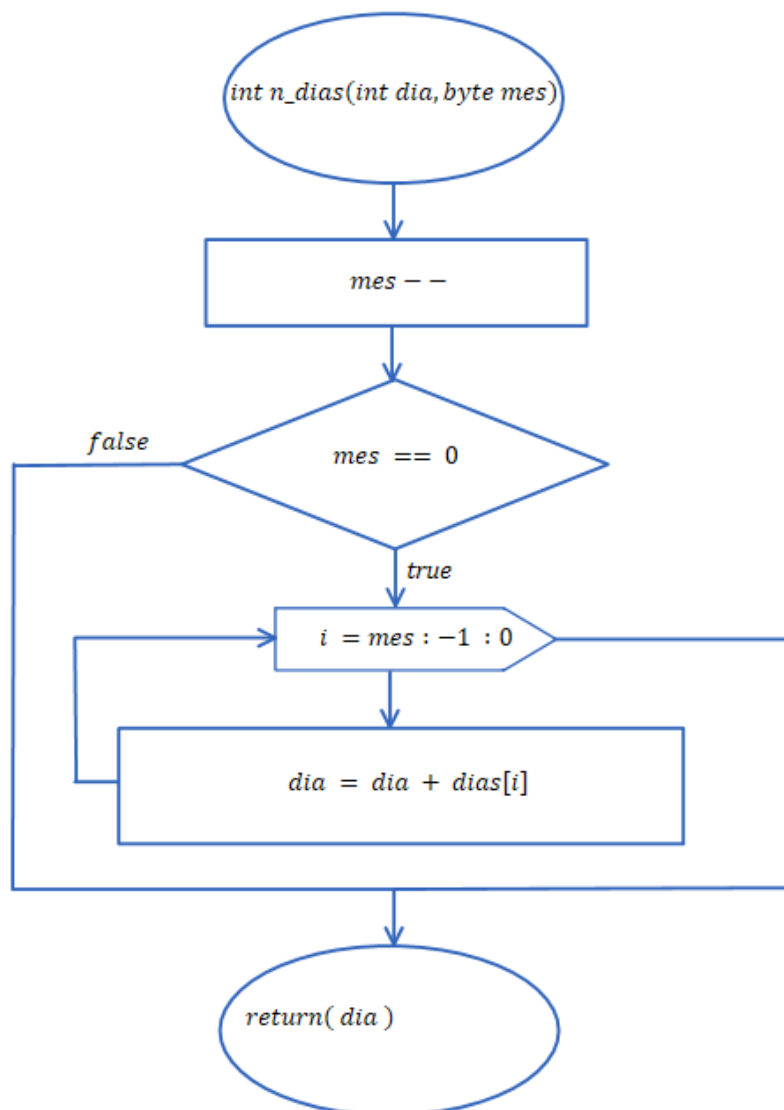 int n_dias(int dia, byte mes)
mes − −
mes == 0
false
true
i = mes : −1 : 0
dia = dia + dias[i]
return( dia )